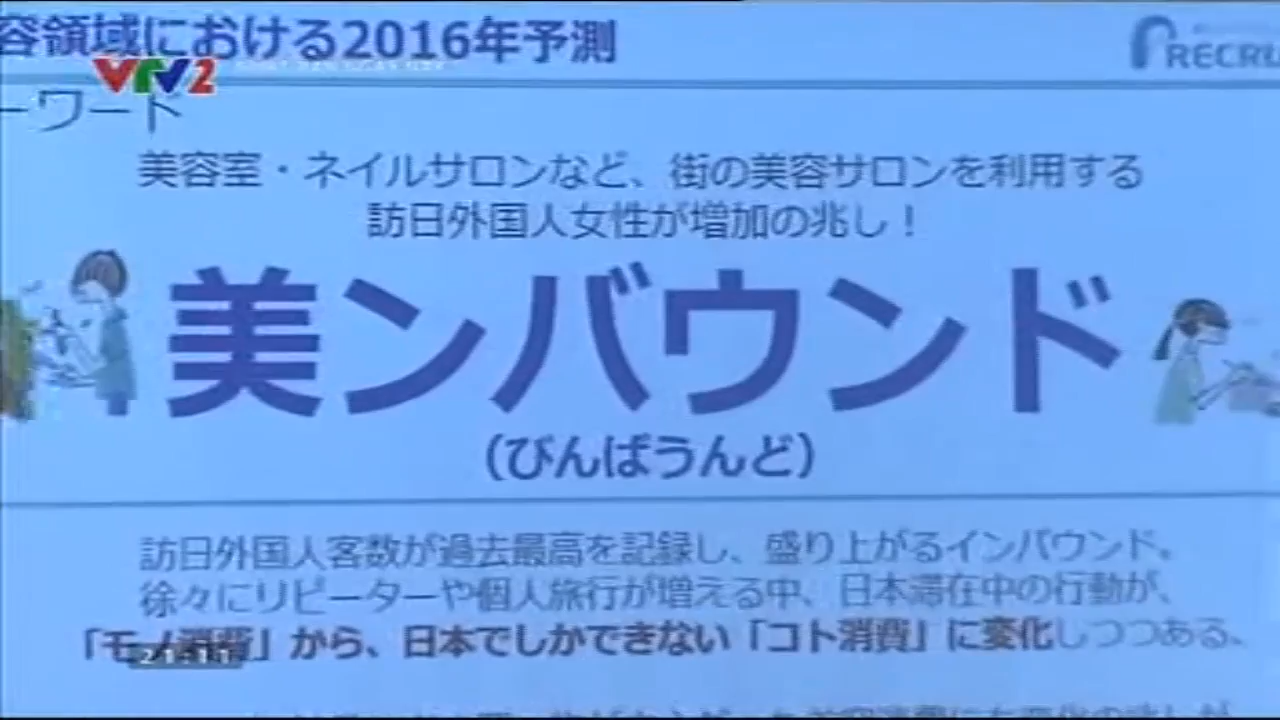 容領域における2016年予測
RECRU
VTV2
ーワード
美容室・ネイルサロンなど、街の美容サロンを利用する
訪日外国人女性が増加の兆し！
美ンバウンド
（びんばうんど）
訪日外国人客数が過去最高を記録し、盛り上がるインバウンド。
徐々にリピーターや個人旅行が増える中、日本滞在中の行動が、
「モノ消費」から、日本でしかできない「コト消費」に変化しつつある、